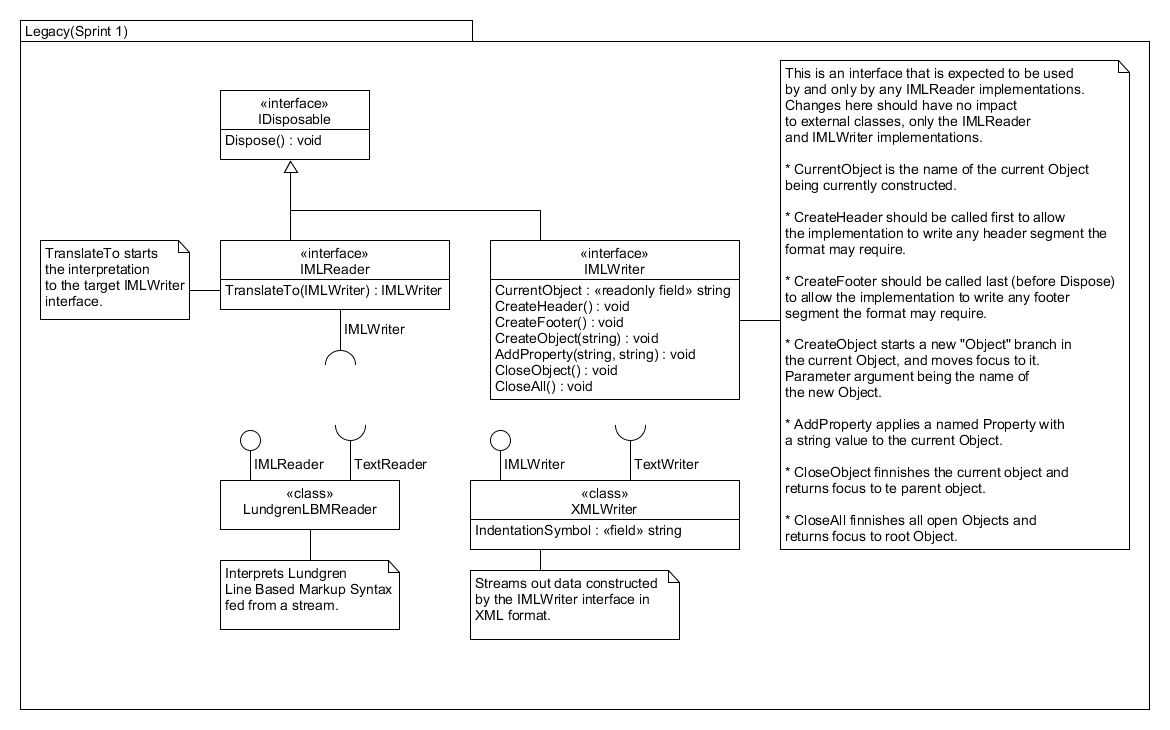 Legacy(Sprint 1)
«interface»
IDisposable
Dispose() : void
TranslateTo starts
the interpretation
to the target IMLWriter
interface.
«interface»
IMLReader
TranslateTo(IMLWriter) : IMLWriter
IMLWriter
«interface»
IMLWriter
CurrentObject : «readonly field» string
CreateHeader() : void
CreateFooter() : void
CreateObject(string) : void
AddProperty(string, string) : void
CloseObject() : void
CloseAll() : void
This is an interface that is expected to be used
by and only by any IMLReader implementations.
Changes here should have no impact
to external classes, only the IMLReader
and IMLWriter implementations.
* CurrentObject is the name of the current Object
being currently constructed.
* CreateHeader should be called first to allow
the implementation to write any header segment the
format may require.
* CreateFooter should be called last (before Dispose)
to allow the implementation to write any footer
segment the format may require.
* CreateObject starts a new "Object" branch in
the current Object, and moves focus to it.
Parameter argument being the name of
the new Object.
* AddProperty applies a named Property with
a string value to the current Object.
* CloseObject finnishes the current object and
returns focus to te parent object.
* CloseAll finnishes all open Objects and
returns focus to root Object.
IMLReader
TextReader
«class»
LundgrenLBMReader
Interprets Lundgren
Line Based Markup Syntax
fed from a stream.
IMLWriter
TextWriter
«class»
XMLWriter
IndentationSymbol : «field» string
Streams out data constructed
by the IMLWriter interface in
XML format.